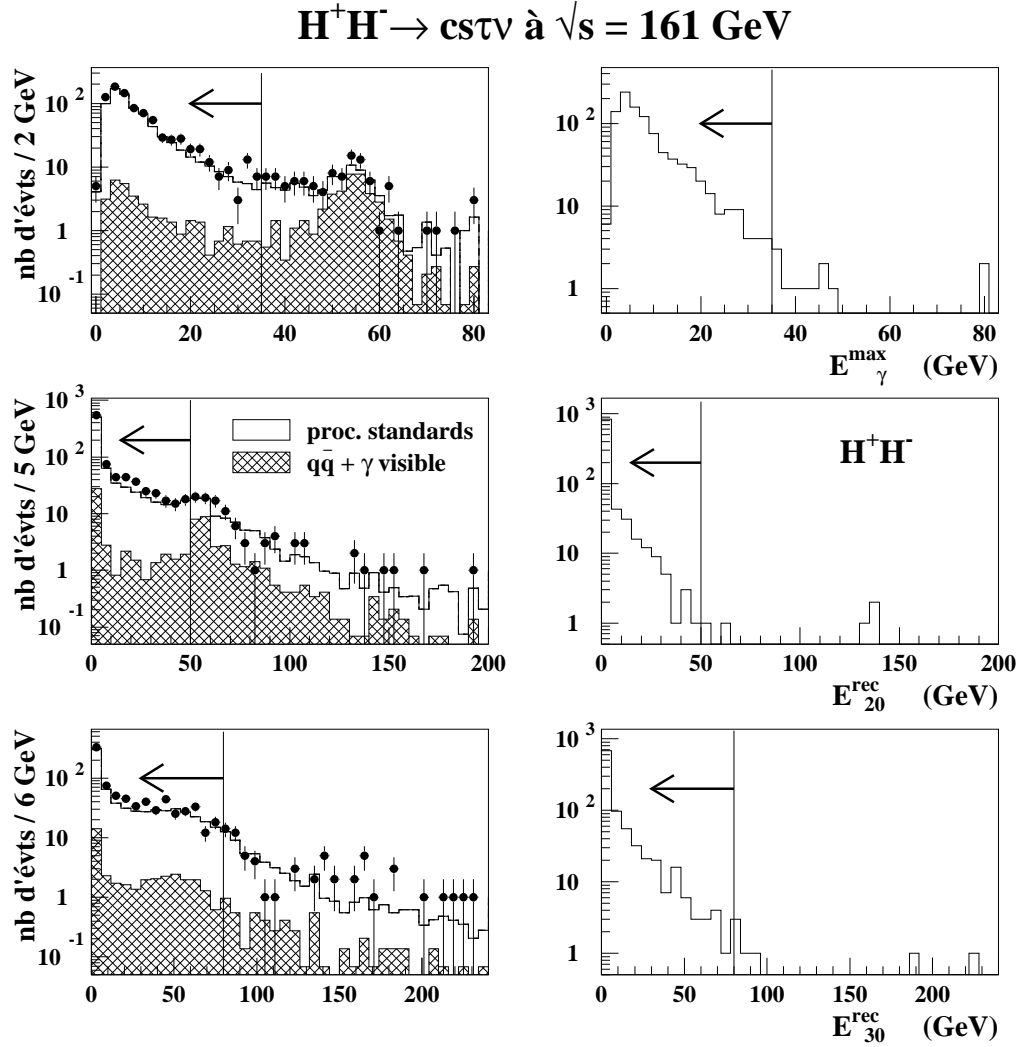 H⁺H⁻→ csτν à √s = 161 GeV
nb d'évts / 2 GeV
10²
10
1
10⁻¹
0 20 40 60 80
10²
10
1
0 20 40 60 80
E^max_γ (GeV)
nb d'évts / 5 GeV
10³
10²
10
1
10⁻¹
proc. standards
qq̄ + γ visible
0 50 100 150 200
10³
10²
10
1
H⁺H⁻
0 50 100 150 200
E^rec_20 (GeV)
nb d'évts / 6 GeV
10²
10
1
10⁻¹
0 50 100 150 200
10³
10²
10
1
0 50 100 150 200
E^rec_30 (GeV)